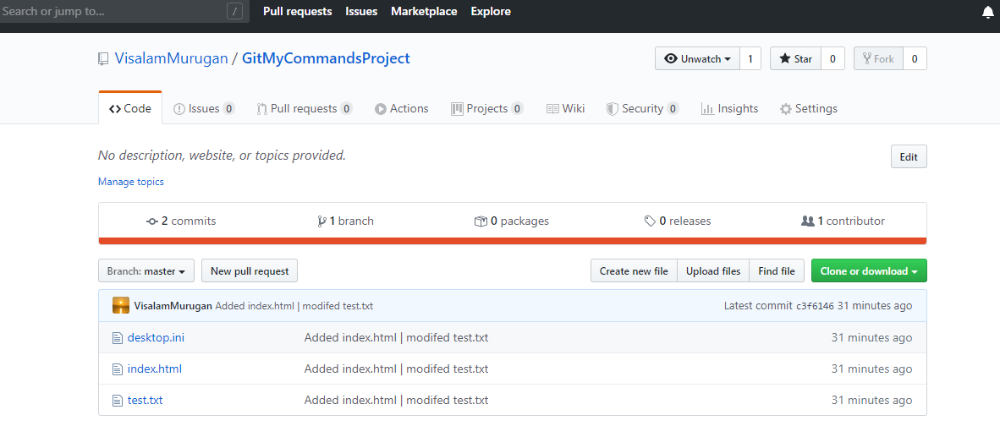 Search or jump to... / Pull requests Issues Marketplace Explore
VisalamMurugan / GitMyCommandsProject Unwatch 1 Star 0 Fork 0
Code Issues 0 Pull requests 0 Actions Projects 0 Wiki Security 0 Insights Settings
No description, website, or topics provided. Edit
Manage topics
2 commits 1 branch 0 packages 0 releases 1 contributor
Branch: master New pull request Create new file Upload files Find file Clone or download
VisalamMurugan Added index.html | modifed test.txt Latest commit c3f6146 31 minutes ago
desktop.ini Added index.html | modifed test.txt 31 minutes ago
index.html Added index.html | modifed test.txt 31 minutes ago
test.txt Added index.html | modifed test.txt 31 minutes ago